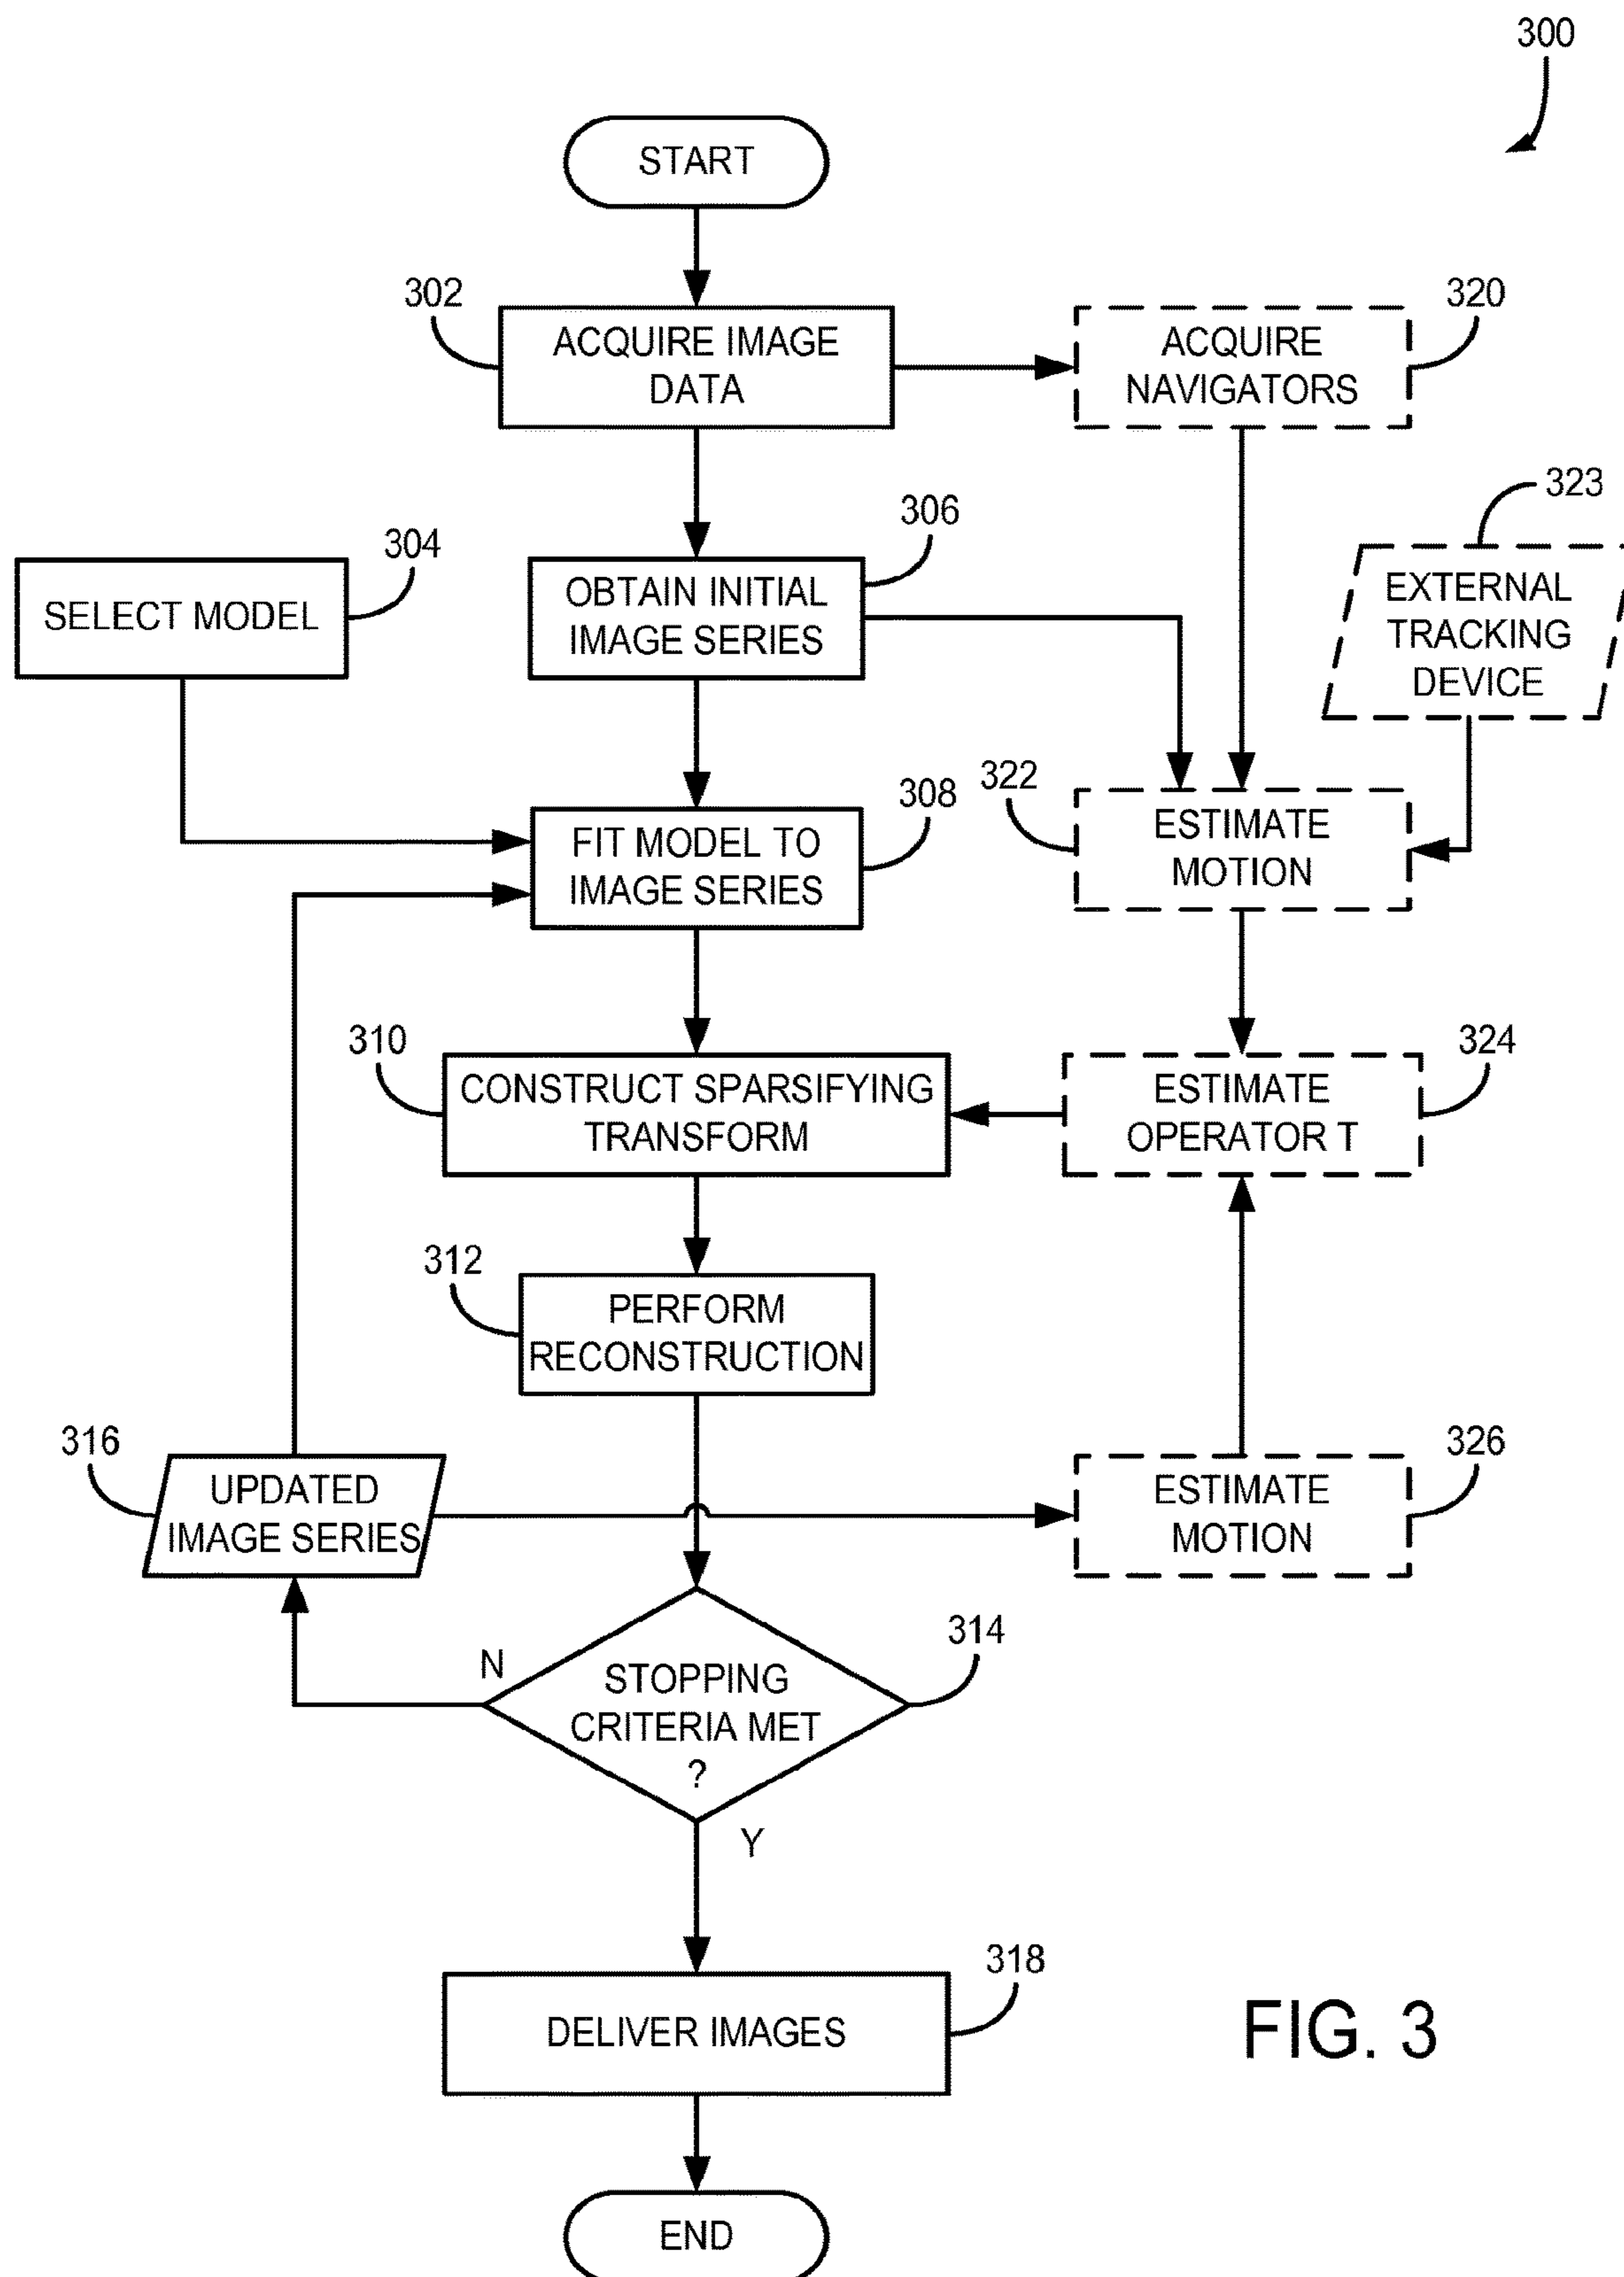 300
START
302
ACQUIRE IMAGE
DATA
320
ACQUIRE
NAVIGATORS
304
SELECT MODEL
306
OBTAIN INITIAL
IMAGE SERIES
323
EXTERNAL
TRACKING
DEVICE
308
FIT MODEL TO
IMAGE SERIES
322
ESTIMATE
MOTION
310
CONSTRUCT SPARSIFYING
TRANSFORM
324
ESTIMATE
OPERATOR T
312
PERFORM
RECONSTRUCTION
316
UPDATED
IMAGE SERIES
326
ESTIMATE
MOTION
314
N
STOPPING
CRITERIA MET
?
Y
318
DELIVER IMAGES
FIG. 3
END